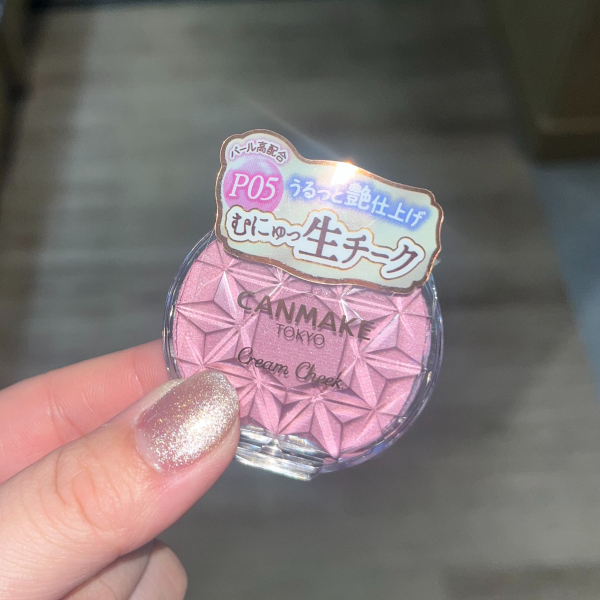 パール高配合
P05 うるっと艶仕上げ
むにゅっ生チーク
CANMAKE
TOKYO
Cream Cheek